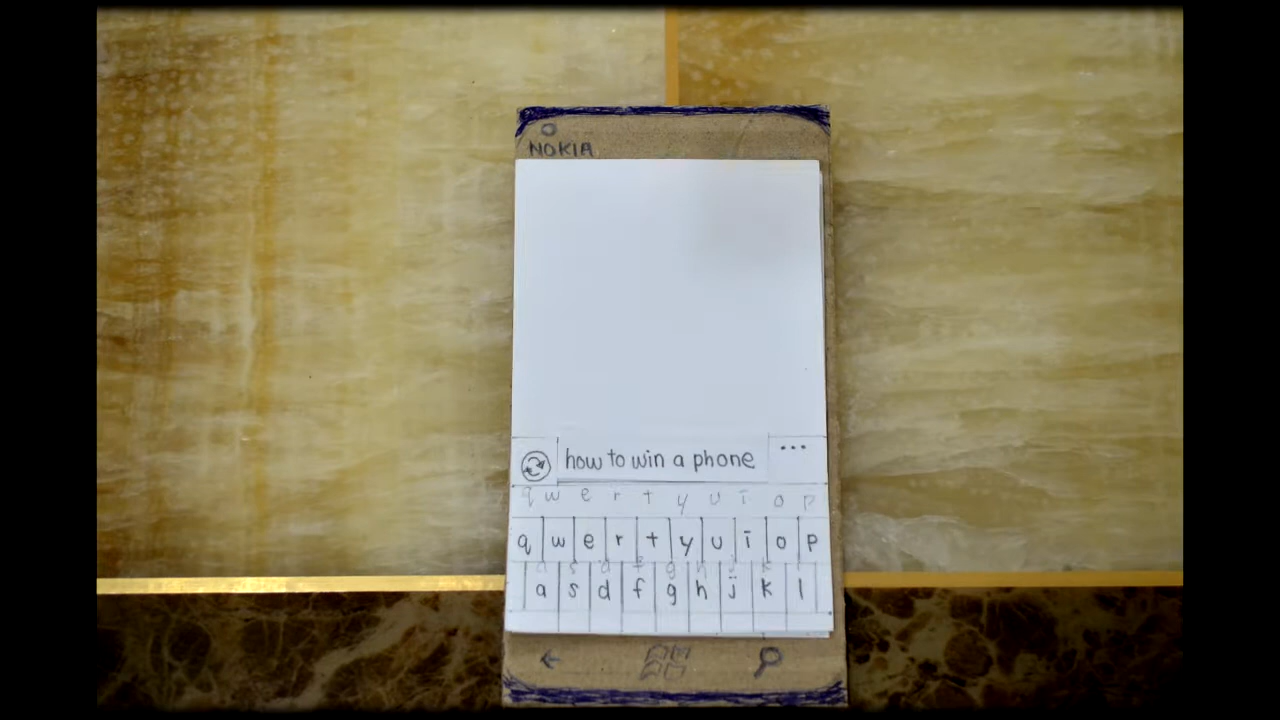 NOKIA
how to win a phone ...
q w e r t y u i o p
q w e r t y u i o p
a s d f g h j k l
a s d f g h j k l